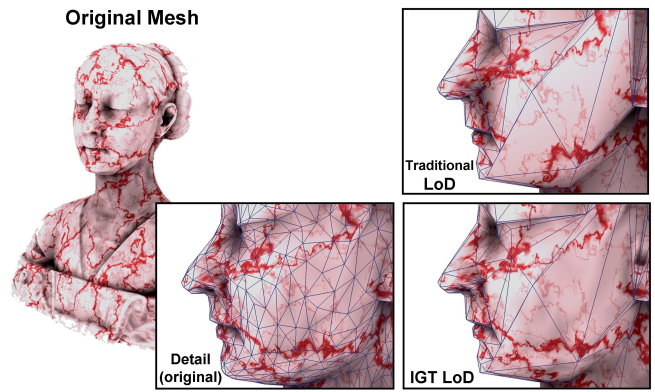 Original Mesh
Traditional
LoD
Detail
(original)
IGT LoD